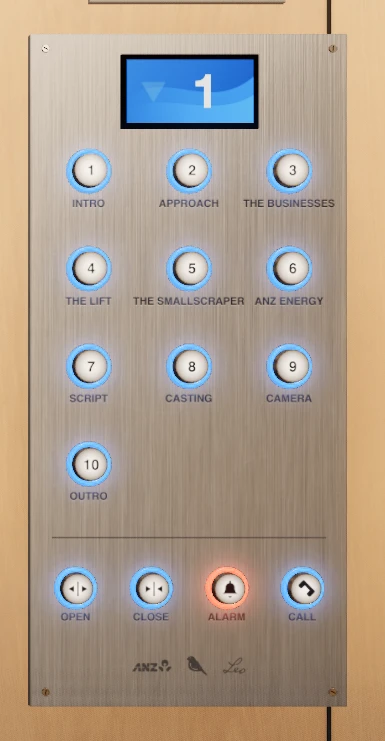 1
1 2 3
INTRO APPROACH THE BUSINESSES
4 5 6
THE LIFT THE SMALLSCRAPER ANZ ENERGY
7 8 9
SCRIPT CASTING CAMERA
10
OUTRO
OPEN CLOSE ALARM CALL
ANZ Leo